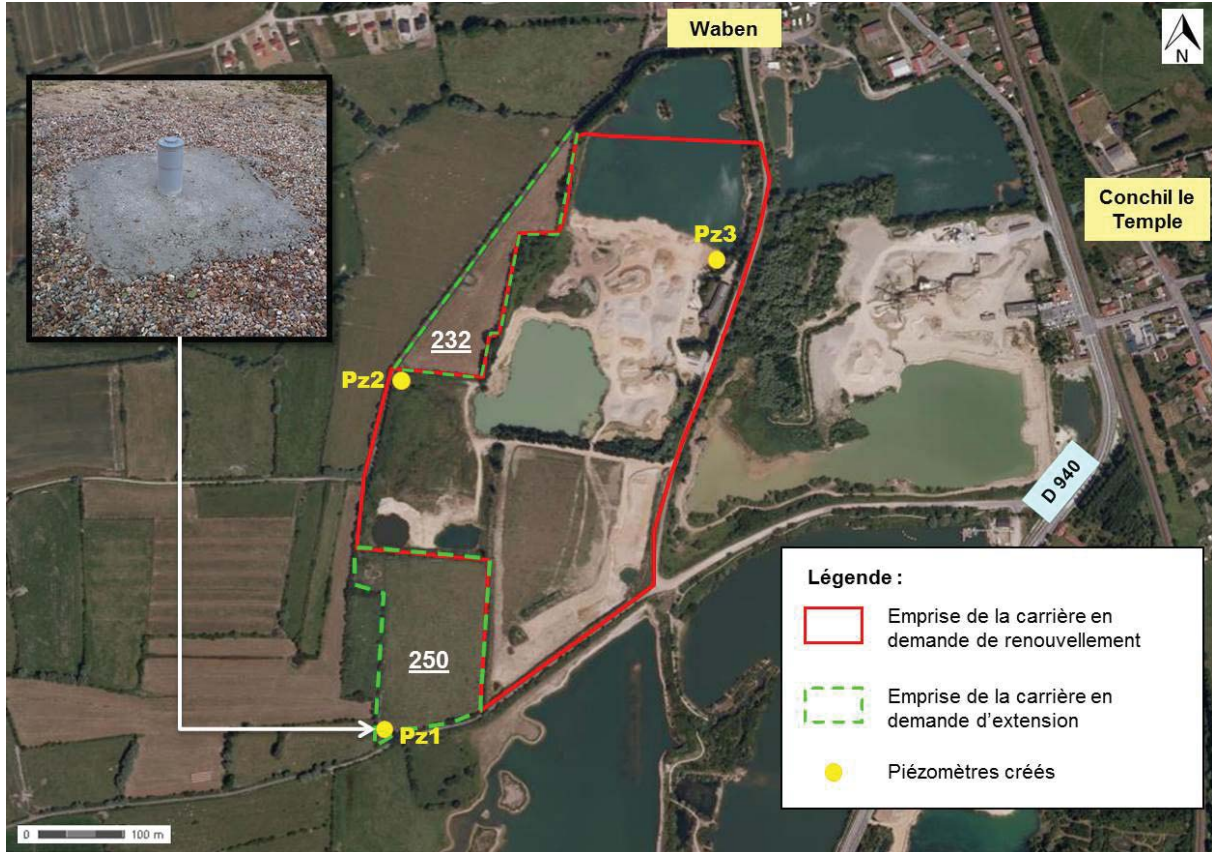 Waben
N
Conchil le
Temple
Pz3
232
Pz2
D 940
250
Pz1
Légende :
Emprise de la carrière en
demande de renouvellement
Emprise de la carrière en
demande d'extension
Piézomètres créés
0 100 m